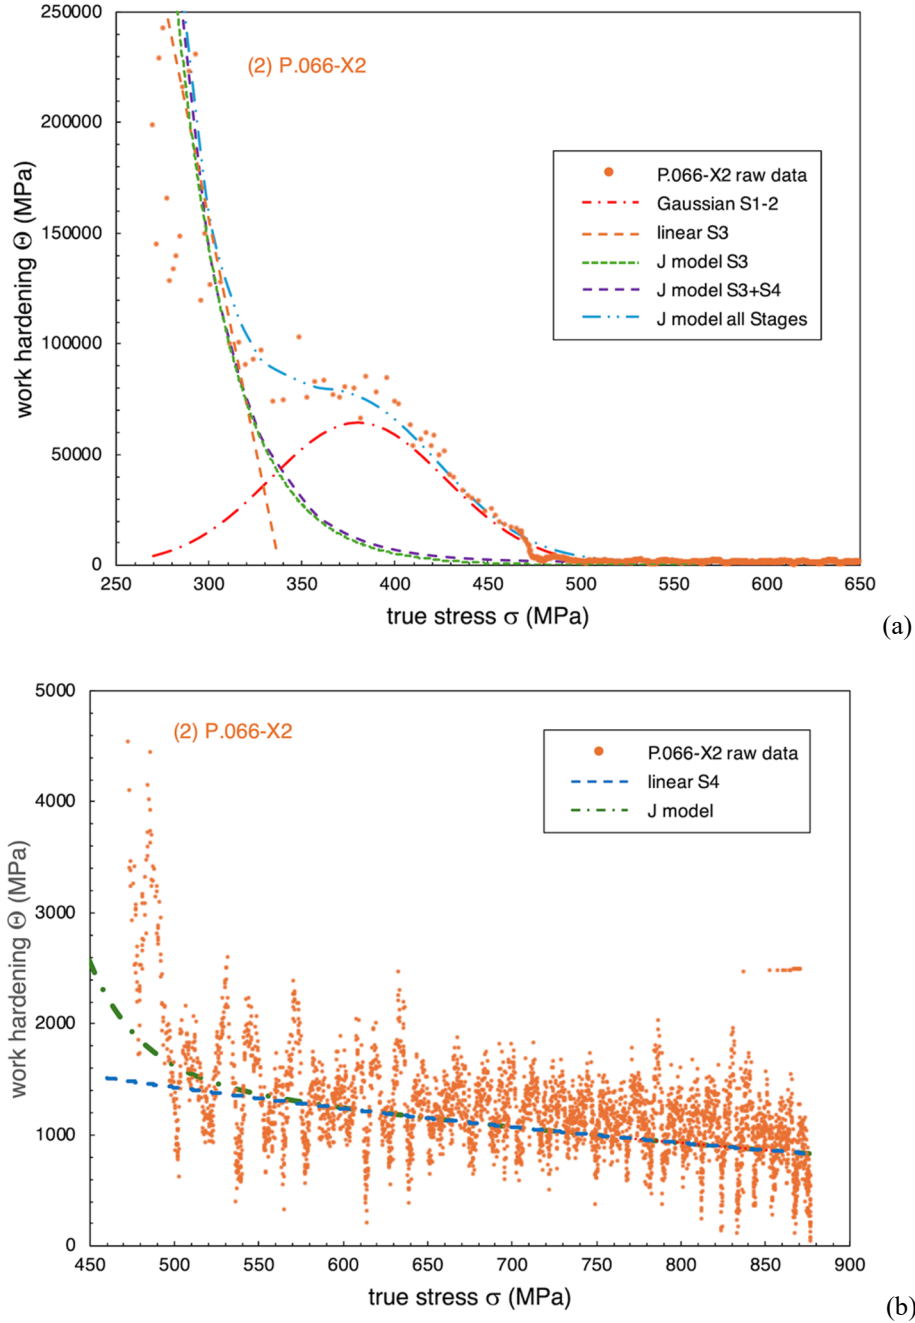 250000
(2) P.066-X2
200000
150000
100000
50000
0
work hardening Θ (MPa)
P.066-X2 raw data
Gaussian S1-2
linear S3
J model S3
J model S3+S4
J model all Stages
250 300 350 400 450 500 550 600 650
true stress σ (MPa)
(a)
5000
(2) P.066-X2
4000
3000
2000
1000
0
work hardening Θ (MPa)
P.066-X2 raw data
linear S4
J model
450 500 550 600 650 700 750 800 850 900
true stress σ (MPa)
(b)